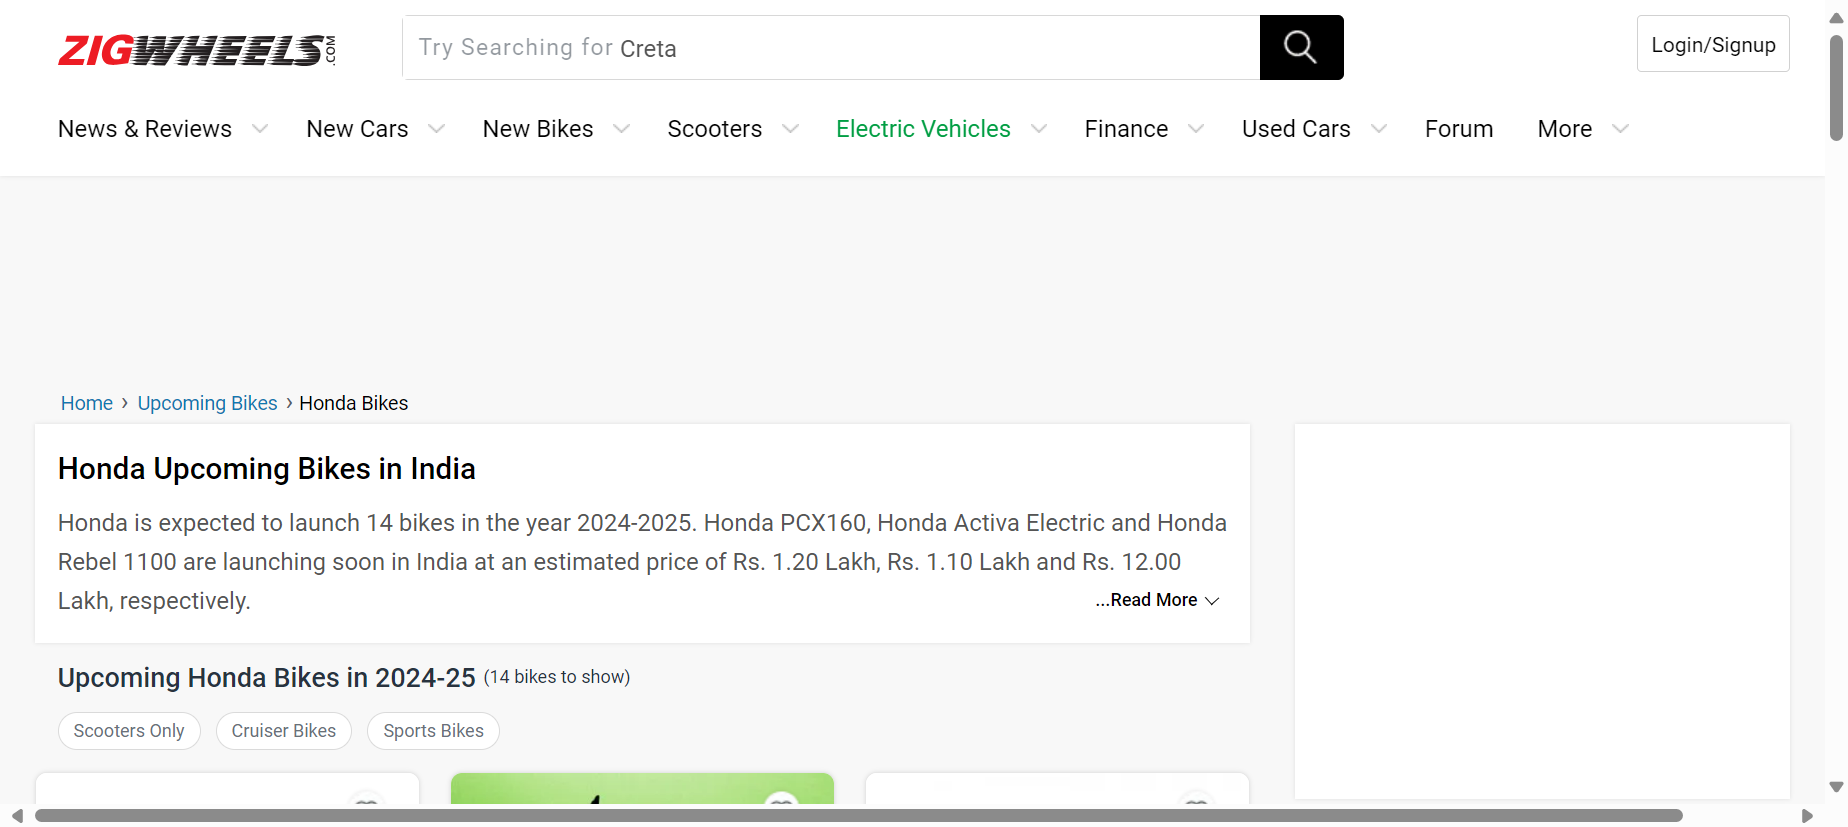 ZIGWHEELS.COM
Try Searching for Creta
Login/Signup
News & Reviews New Cars New Bikes Scooters Electric Vehicles Finance Used Cars Forum More
Home › Upcoming Bikes › Honda Bikes
Honda Upcoming Bikes in India
Honda is expected to launch 14 bikes in the year 2024-2025. Honda PCX160, Honda Activa Electric and Honda
Rebel 1100 are launching soon in India at an estimated price of Rs. 1.20 Lakh, Rs. 1.10 Lakh and Rs. 12.00
Lakh, respectively.
...Read More
Upcoming Honda Bikes in 2024-25 (14 bikes to show)
Scooters Only Cruiser Bikes Sports Bikes